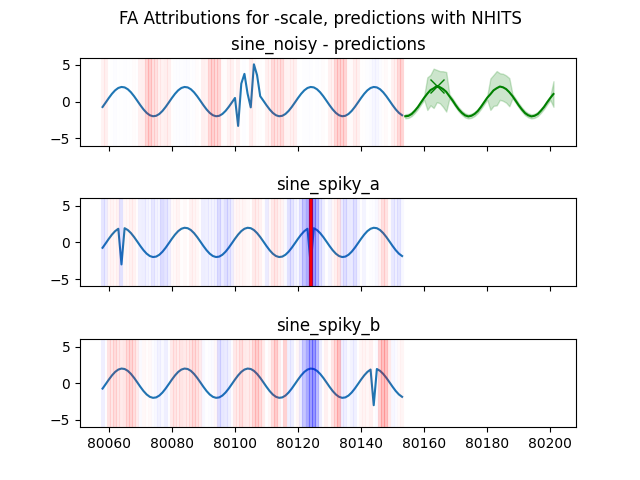 FA Attributions for -scale, predictions with NHITS
sine_noisy - predictions
5
0
−5
sine_spiky_a
5
0
−5
sine_spiky_b
5
0
−5
80060 80080 80100 80120 80140 80160 80180 80200